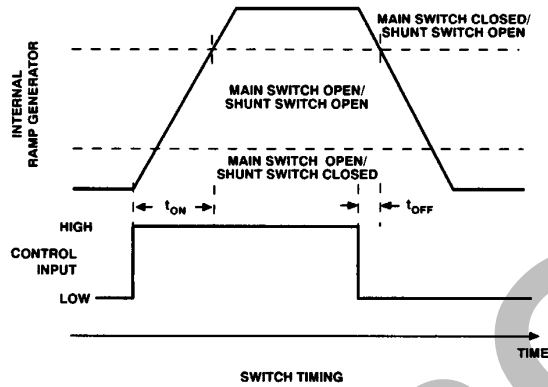 MAIN SWITCH CLOSED/
SHUNT SWITCH OPEN
INTERNAL
RAMP GENERATOR
MAIN SWITCH OPEN/
SHUNT SWITCH OPEN
MAIN SWITCH OPEN/
SHUNT SWITCH CLOSED
tON
tOFF
HIGH
CONTROL
INPUT
LOW
TIME
SWITCH TIMING